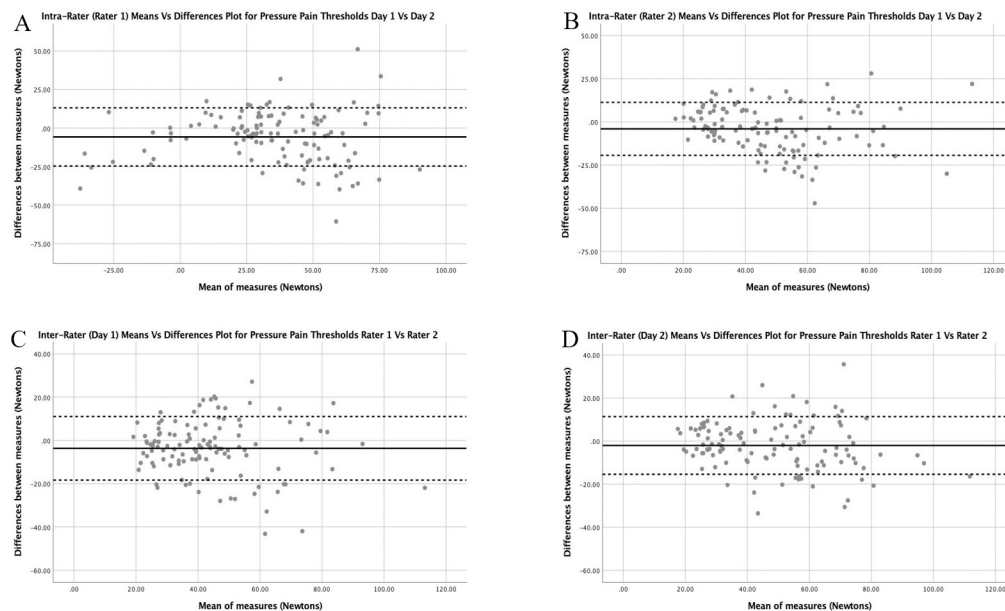 A
Intra-Rater (Rater 1) Means Vs Differences Plot for Pressure Pain Thresholds Day 1 Vs Day 2
Differences between measures (Newtons)
50.00
25.00
.00
-25.00
-50.00
-75.00
-25.00 .00 25.00 50.00 75.00 100.00
Mean of measures (Newtons)
B
Intra-Rater (Rater 2) Means Vs Differences Plot for Pressure Pain Thresholds Day 1 Vs Day 2
Differences between measures (Newtons)
50.00
25.00
.00
-25.00
-50.00
-75.00
.00 20.00 40.00 60.00 80.00 100.00 120.00
Mean of measures (Newtons)
C
Inter-Rater (Day 1) Means Vs Differences Plot for Pressure Pain Thresholds Rater 1 Vs Rater 2
Differences between measures (Newtons)
40.00
20.00
.00
-20.00
-40.00
-60.00
.00 20.00 40.00 60.00 80.00 100.00 120.00
Mean of measures (Newtons)
D
Inter-Rater (Day 2) Means Vs Differences Plot for Pressure Pain Thresholds Rater 1 Vs Rater 2
Differences between measures (Newtons)
40.00
20.00
.00
-20.00
-40.00
-60.00
.00 20.00 40.00 60.00 80.00 100.00 120.00
Mean of measures (Newtons)